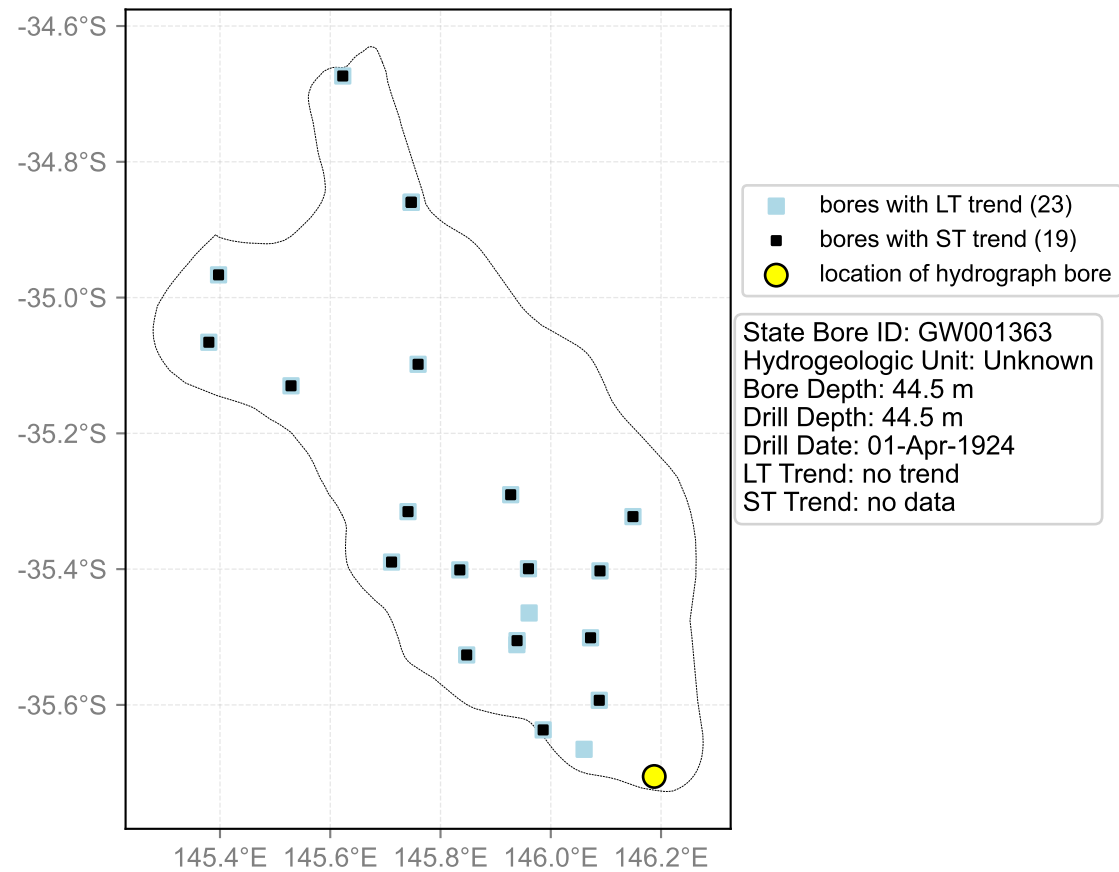 -34.6°S
-34.8°S
-35.0°S
-35.2°S
-35.4°S
-35.6°S
145.4°E 145.6°E 145.8°E 146.0°E 146.2°E
bores with LT trend (23)
bores with ST trend (19)
location of hydrograph bore
State Bore ID: GW001363
Hydrogeologic Unit: Unknown
Bore Depth: 44.5 m
Drill Depth: 44.5 m
Drill Date: 01-Apr-1924
LT Trend: no trend
ST Trend: no data